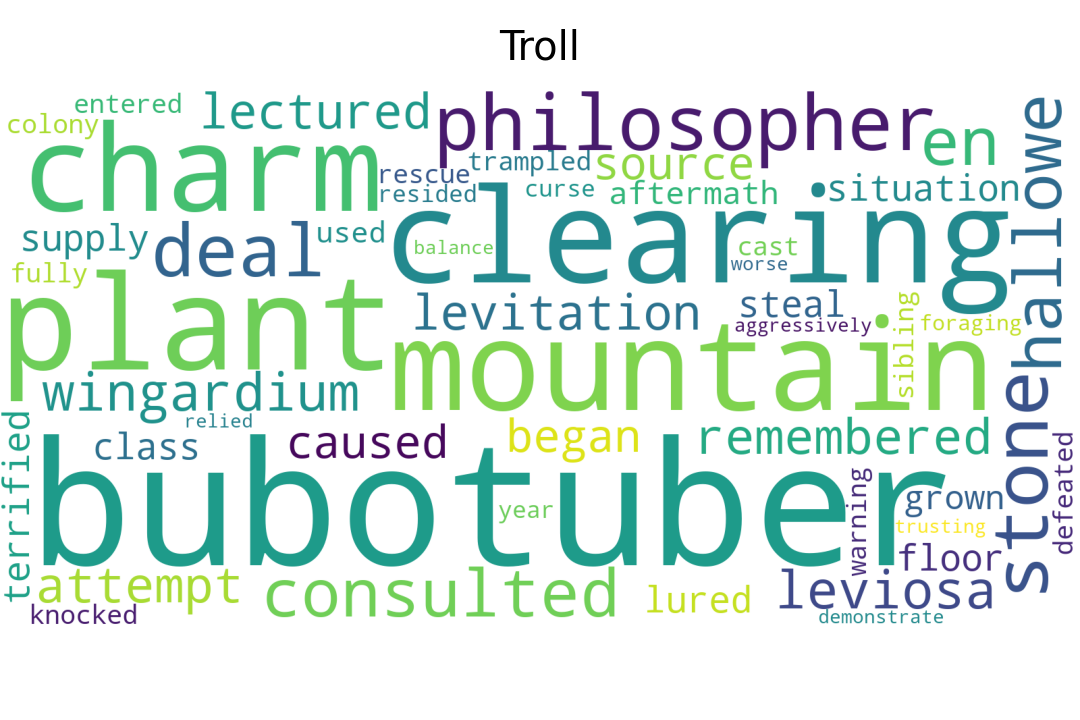 Troll
entered
lectured
philosopher
colony
charm
rescue
trampled
source
en
resided
curse
aftermath
situation
hallowe
supply
deal
used
balance
clearing
cast
worse
fully
plant
levitation
steal
aggressively
sibling
foraging
mountain
wingardium
relied
class
caused
began
remembered
stone
terrified
bubotuber
year
warning
grown
trusting
defeated
floor
attempt
consulted
lured
leviosa
knocked
demonstrate